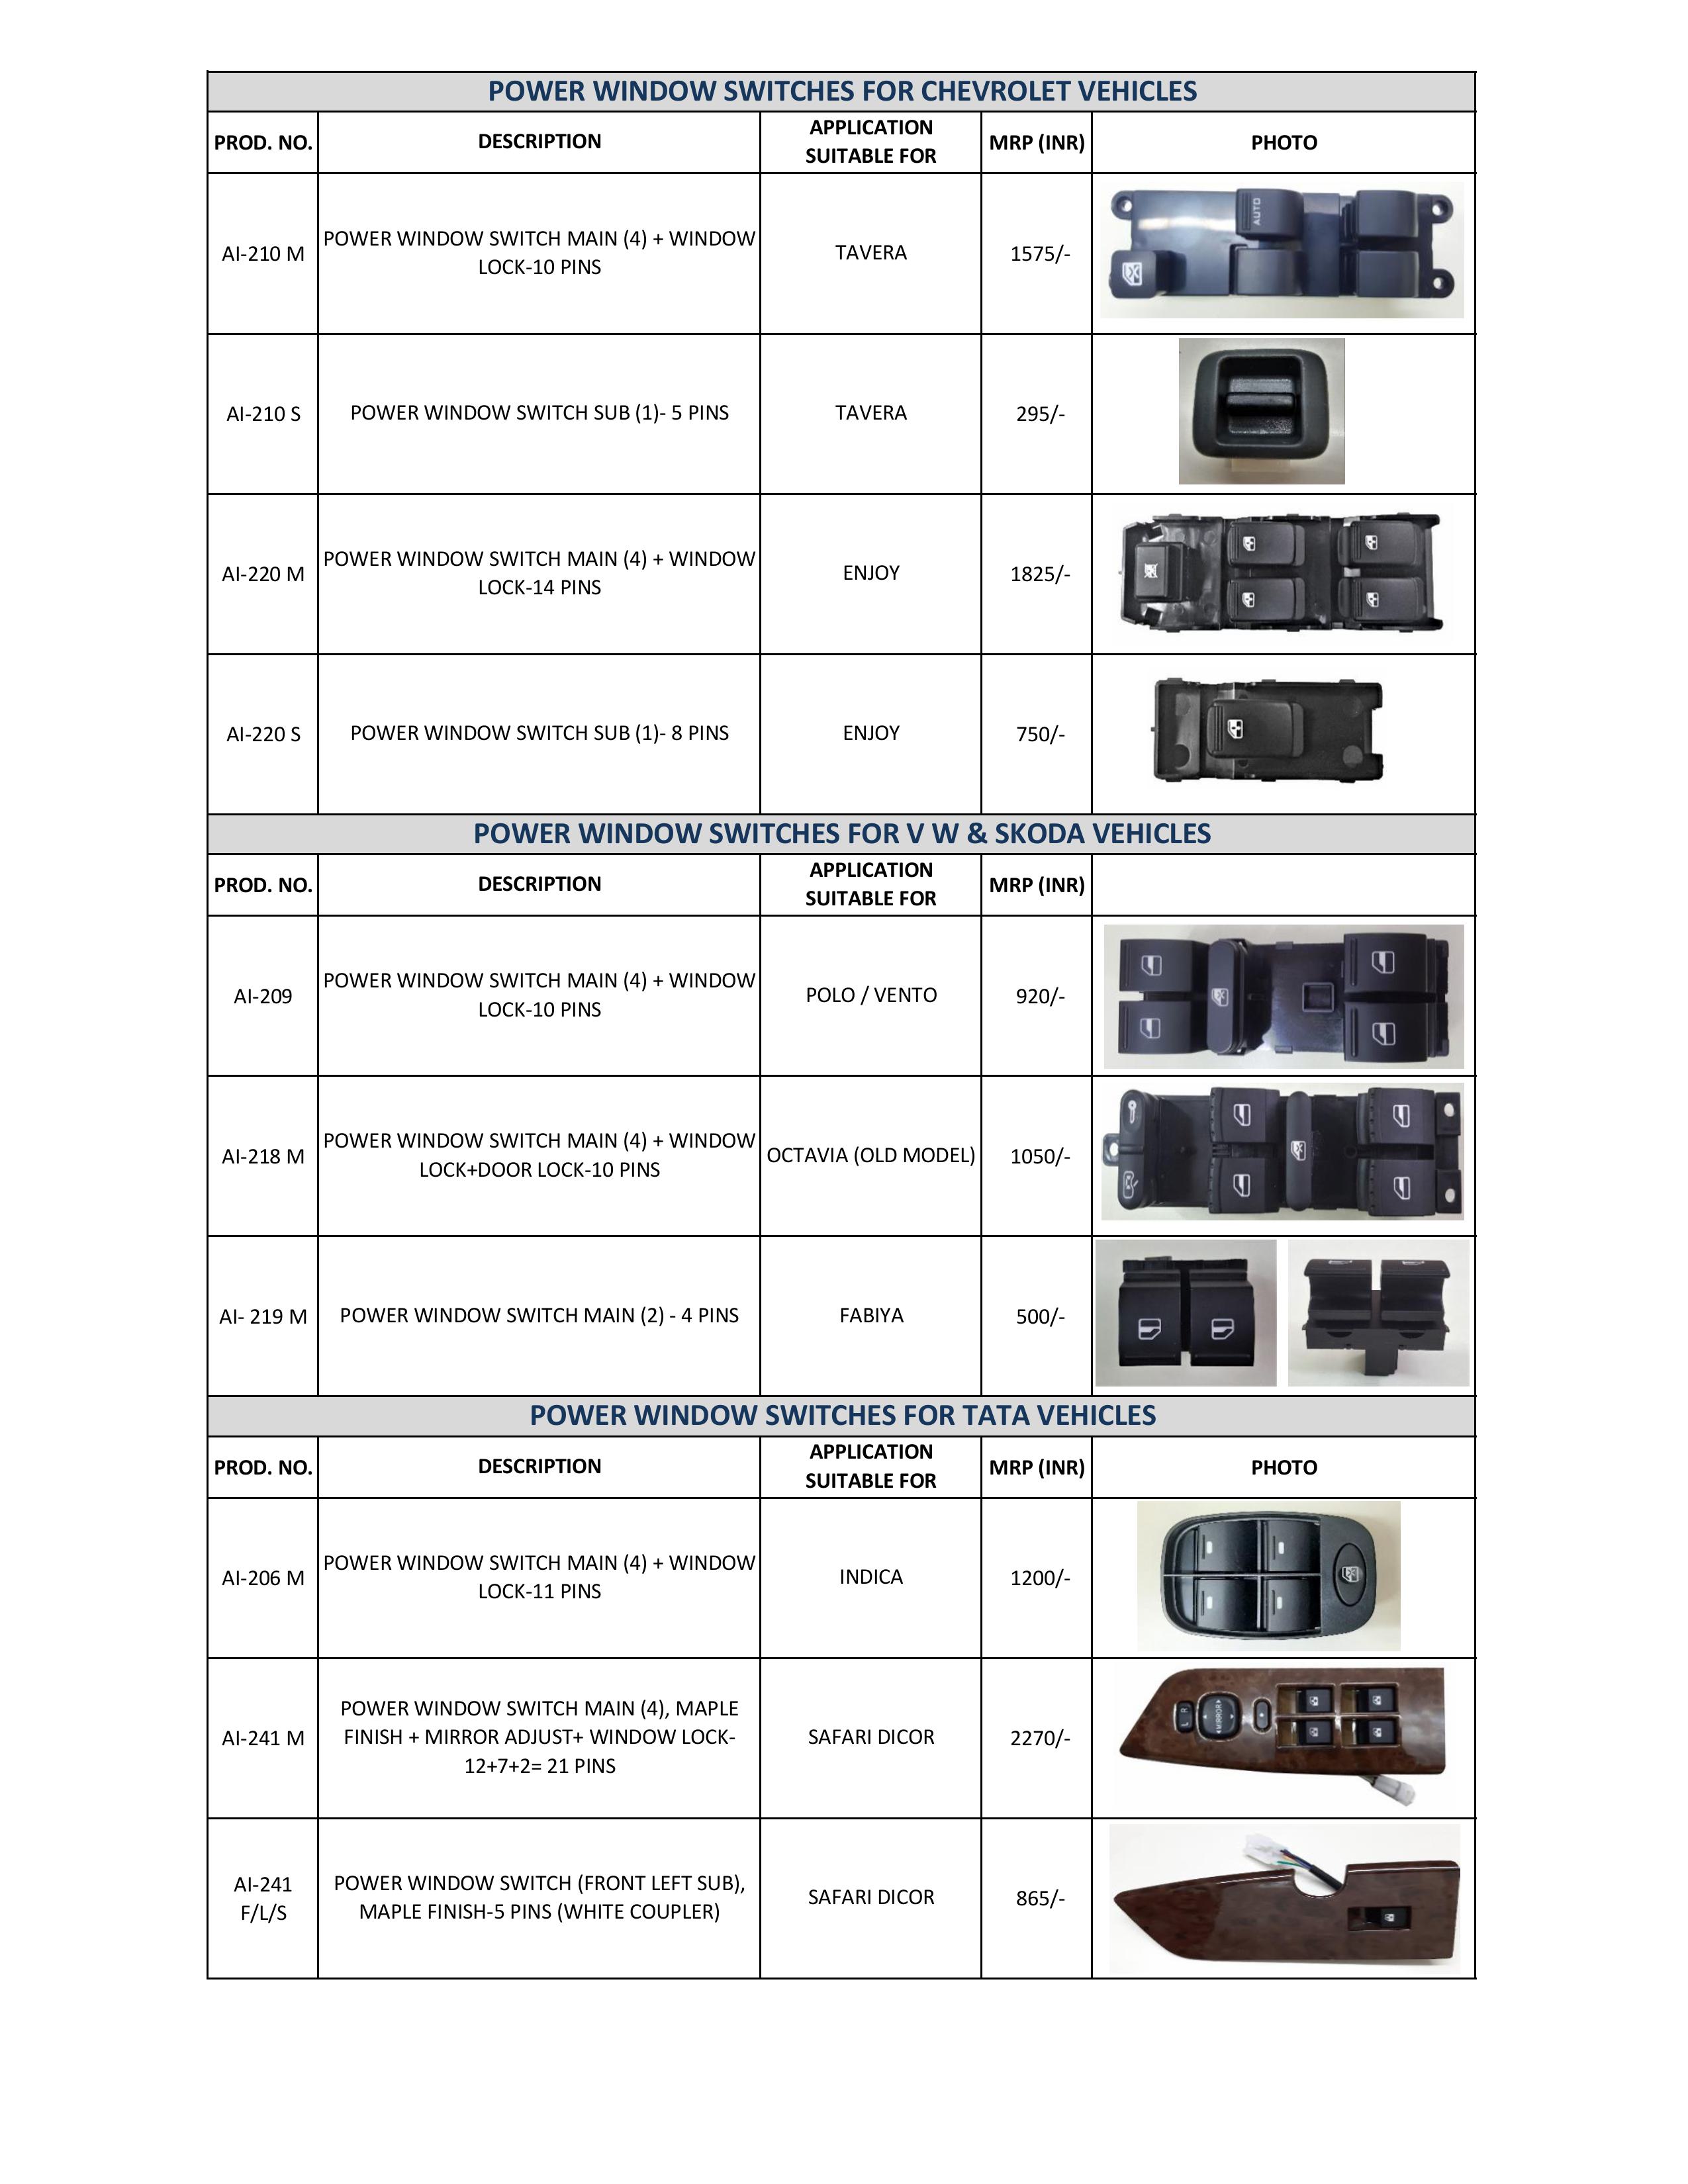 POWER WINDOW SWITCHES FOR CHEVROLET VEHICLES
PROD. NO.
DESCRIPTION
APPLICATION
SUITABLE FOR
MRP (INR)
PHOTO
AI-210 M
POWER WINDOW SWITCH MAIN (4) + WINDOW
LOCK-10 PINS
TAVERA
1575/-
AUTO
AI-210 S
POWER WINDOW SWITCH SUB (1)- 5 PINS
TAVERA
295/-
AI-220 M
POWER WINDOW SWITCH MAIN (4) + WINDOW
LOCK-14 PINS
ENJOY
1825/-
AI-220 S
POWER WINDOW SWITCH SUB (1)- 8 PINS
ENJOY
750/-
POWER WINDOW SWITCHES FOR V W & SKODA VEHICLES
PROD. NO.
DESCRIPTION
APPLICATION
SUITABLE FOR
MRP (INR)
AI-209
POWER WINDOW SWITCH MAIN (4) + WINDOW
LOCK-10 PINS
POLO / VENTO
920/-
AI-218 M
POWER WINDOW SWITCH MAIN (4) + WINDOW
LOCK+DOOR LOCK-10 PINS
OCTAVIA (OLD MODEL)
1050/-
AI- 219 M
POWER WINDOW SWITCH MAIN (2) - 4 PINS
FABIYA
500/-
POWER WINDOW SWITCHES FOR TATA VEHICLES
PROD. NO.
DESCRIPTION
APPLICATION
SUITABLE FOR
MRP (INR)
PHOTO
AI-206 M
POWER WINDOW SWITCH MAIN (4) + WINDOW
LOCK-11 PINS
INDICA
1200/-
AI-241 M
POWER WINDOW SWITCH MAIN (4), MAPLE
FINISH + MIRROR ADJUST+ WINDOW LOCK-
12+7+2= 21 PINS
SAFARI DICOR
2270/-
L R
MIRROR
AI-241
F/L/S
POWER WINDOW SWITCH (FRONT LEFT SUB),
MAPLE FINISH-5 PINS (WHITE COUPLER)
SAFARI DICOR
865/-